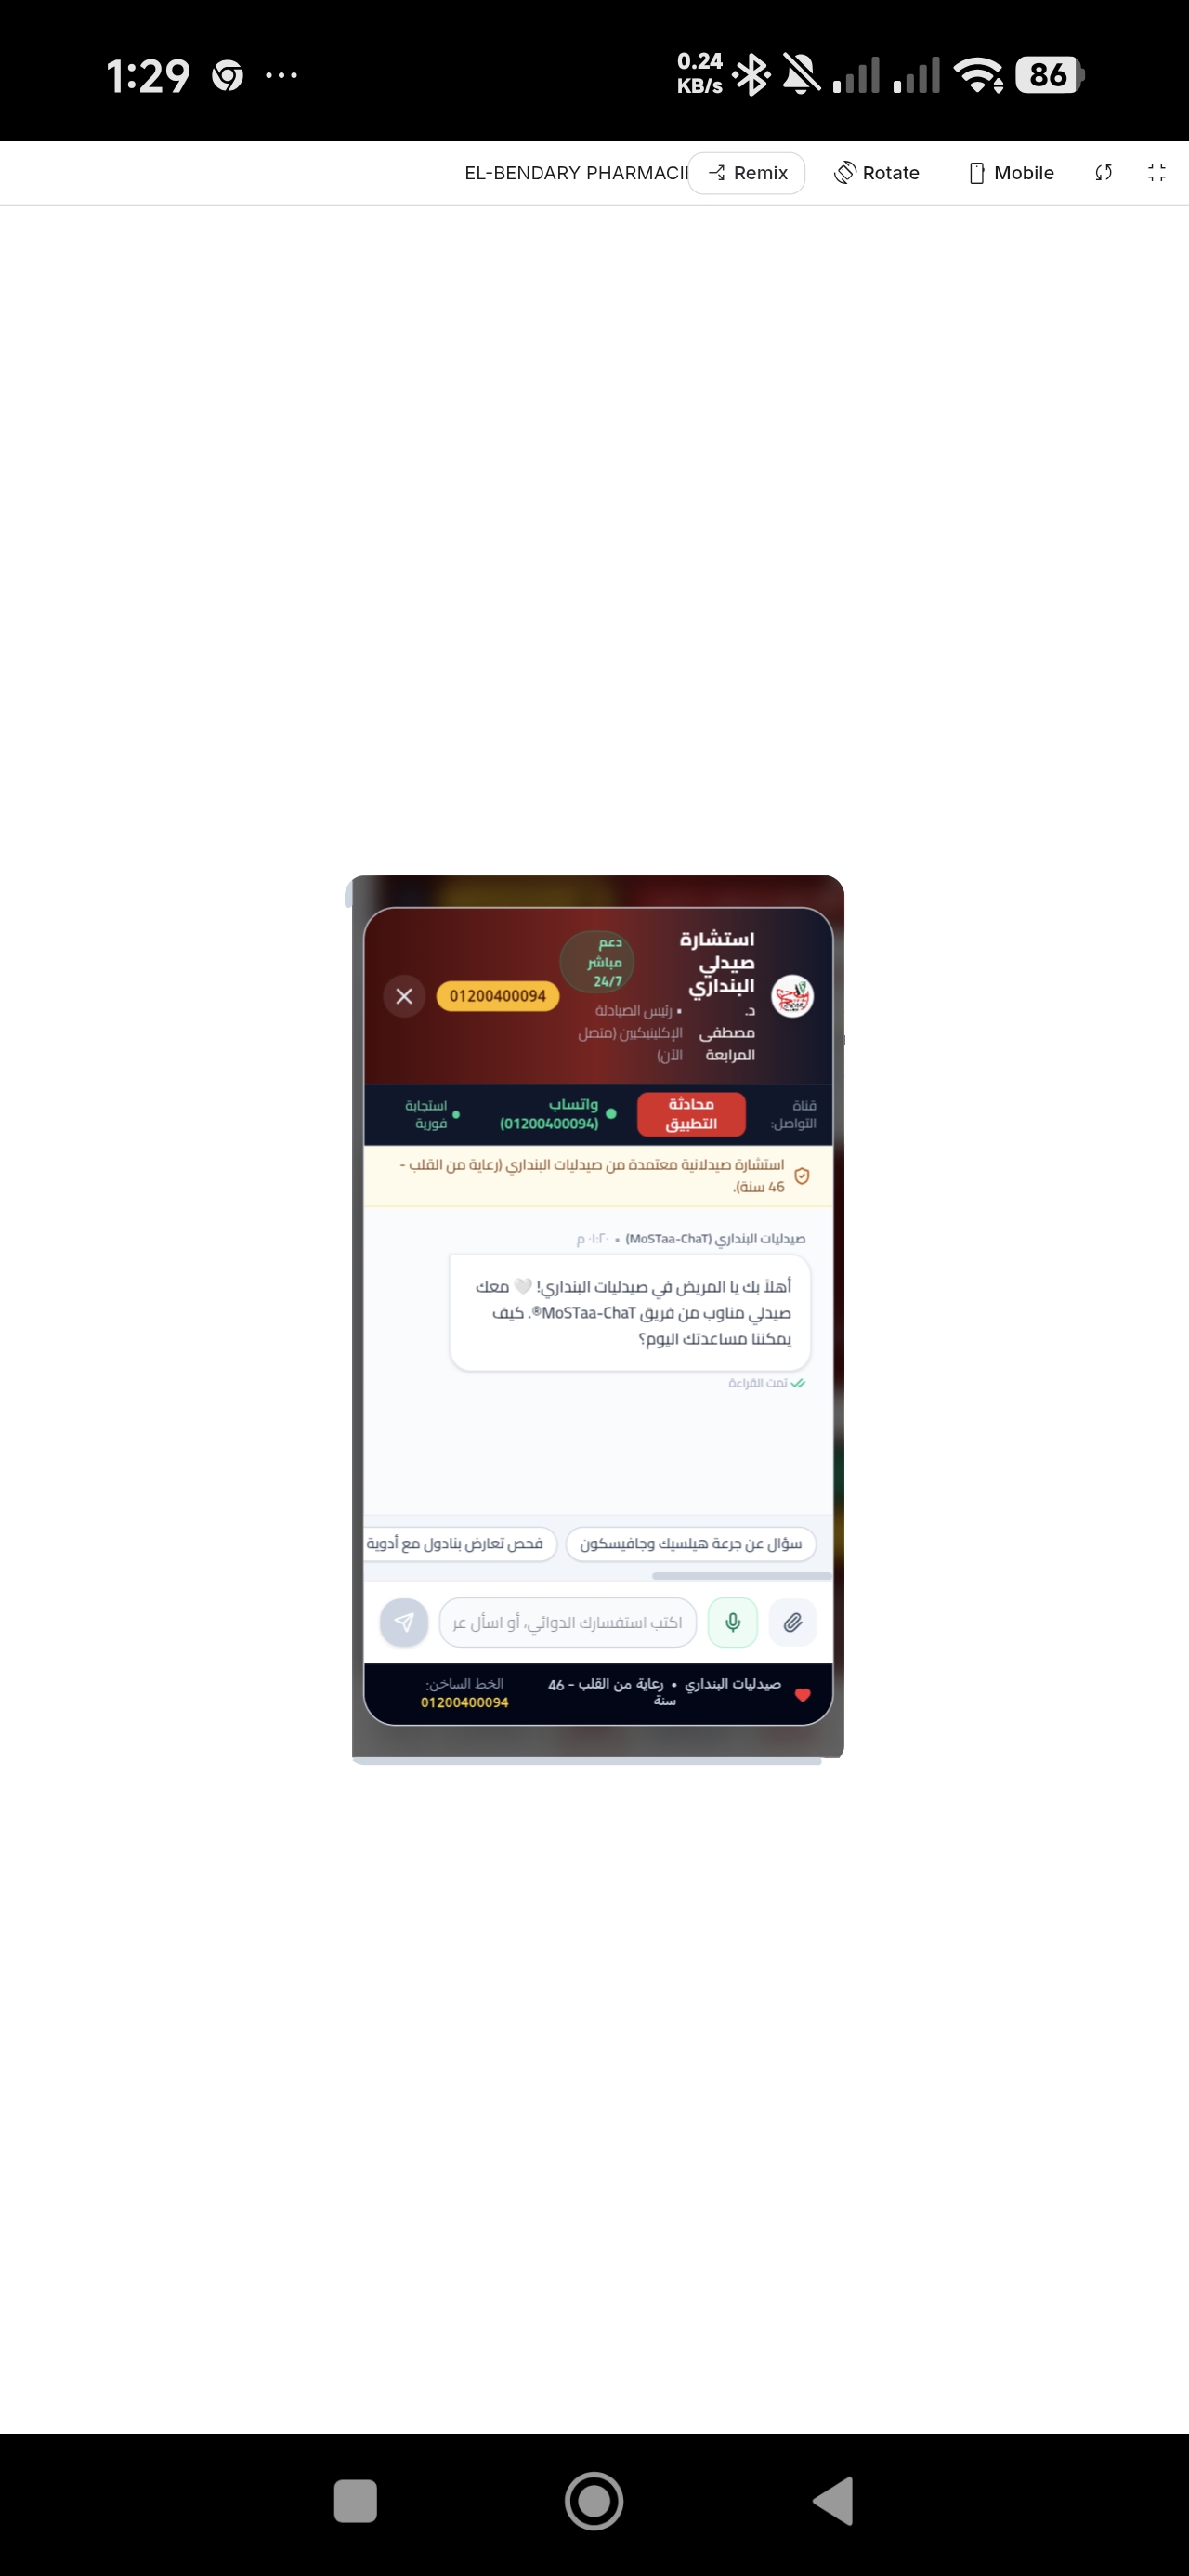 1:29
0.24
KB/s
86
EL-BENDARY PHARMACI
Remix
Rotate
Mobile
استشارة
صيدلي
البنداري
دعم
مباشر
24/7
01200400094
د.
مصطفى
المرابعة
• رئيس الصيادلة
الإكلينيكيين (متصل
الآن)
قناة
التواصل:
محادثة
التطبيق
واتساب
(01200400094)
استجابة
فورية
استشارة صيدلانية معتمدة من صيدليات البنداري (رعاية من القلب -
46 سنة).
صيدليات البنداري (MoSTaa-ChaT) • ٠١:٢٠ م
أهلاً بك يا المريض في صيدليات البنداري! 🤍 معك
صيدلي مناوب من فريق MoSTaa-ChaT®. كيف
يمكننا مساعدتك اليوم؟
تمت القراءة
سؤال عن جرعة هيلسيك وجافيسكون
فحص تعارض بنادول مع أدوية
اكتب استفسارك الدوائي، أو اسأل عر
صيدليات البنداري • رعاية من القلب - 46
سنة
الخط الساخن:
01200400094